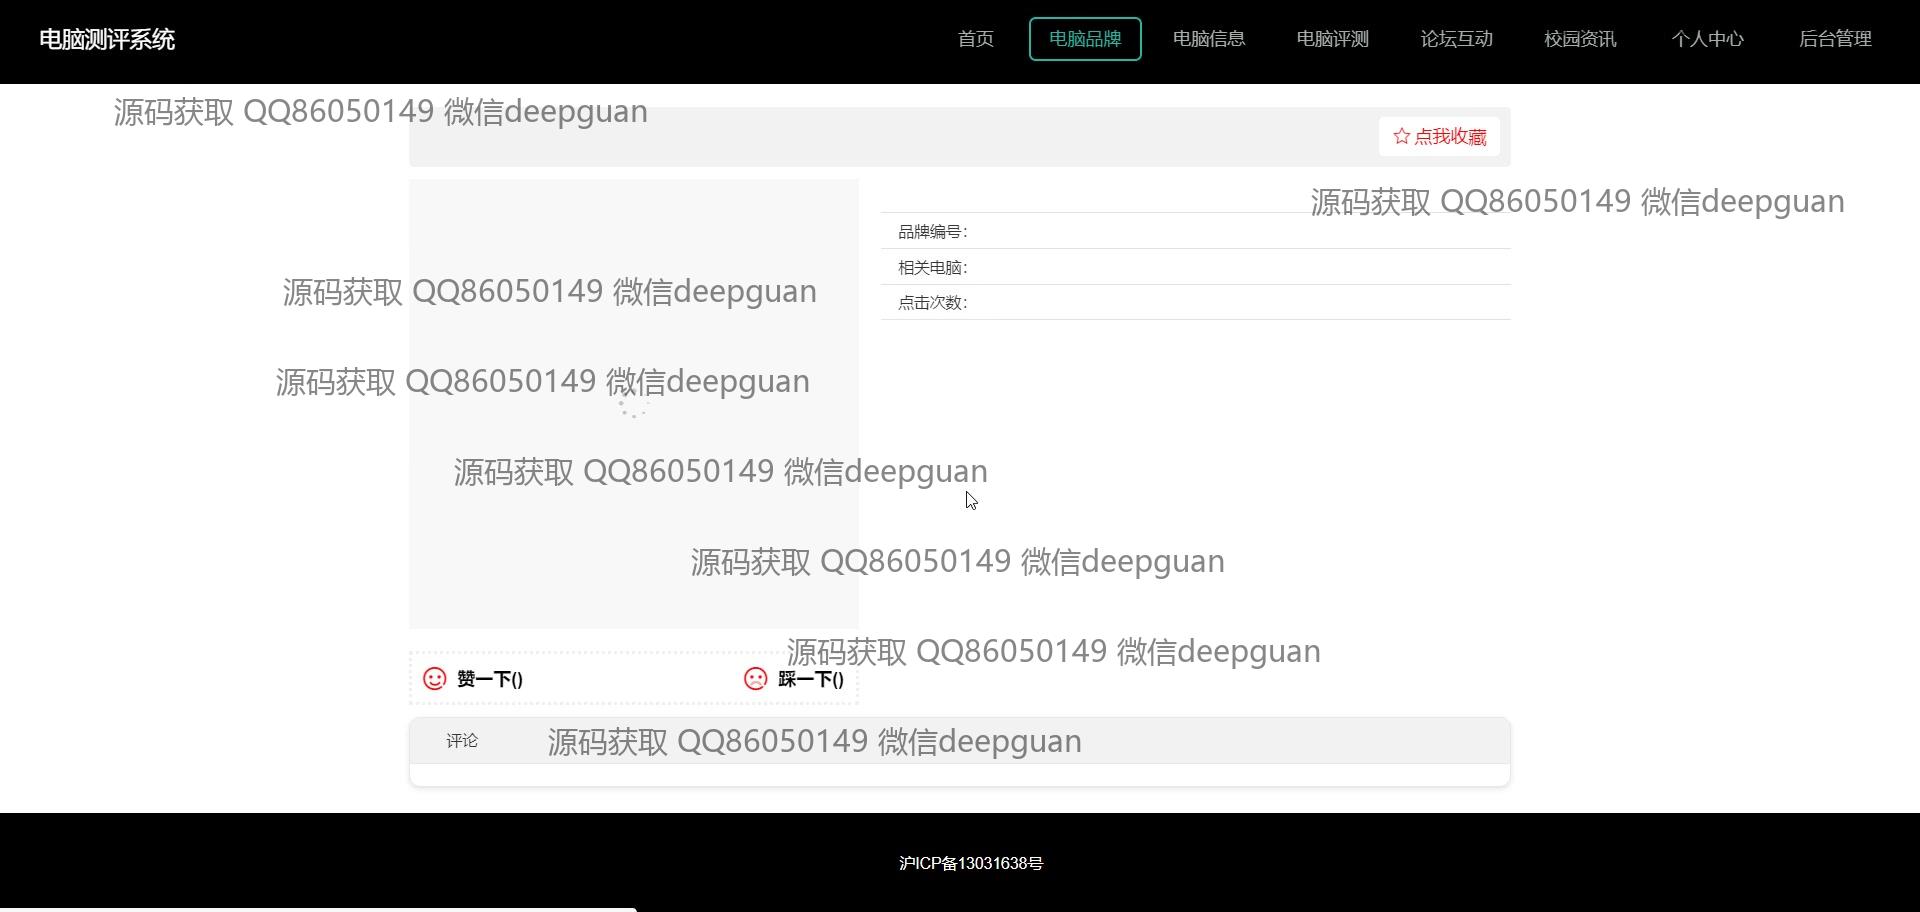 电脑测评系统
首页 电脑品牌 电脑信息 电脑评测 论坛互动 校园资讯 个人中心 后台管理
源码获取 QQ86050149 微信deepguan
点我收藏
源码获取 QQ86050149 微信deepguan
品牌编号：
相关电脑：
源码获取 QQ86050149 微信deepguan
点击次数：
源码获取 QQ86050149 微信deepguan
源码获取 QQ86050149 微信deepguan
源码获取 QQ86050149 微信deepguan
源码获取 QQ86050149 微信deepguan
赞一下() 踩一下()
评论
源码获取 QQ86050149 微信deepguan
沪ICP备13031638号